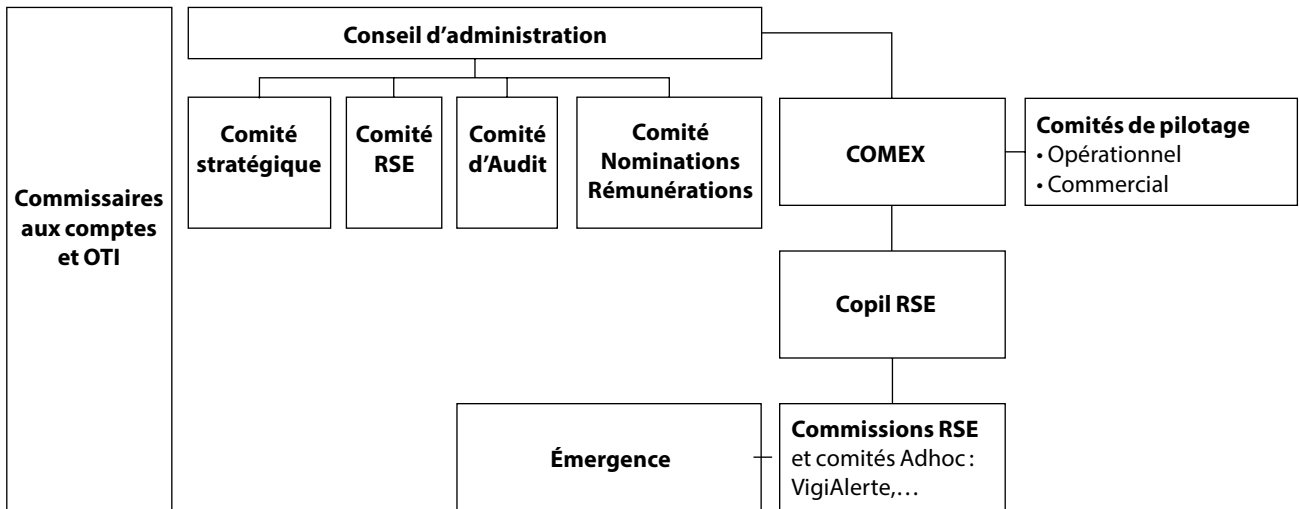 Conseil d’administration
Commissaires
aux comptes
et OTI
Comité
stratégique
Comité
RSE
Comité
d’Audit
Comité
Nominations
Rémunérations
COMEX
Comités de pilotage
• Opérationnel
• Commercial
Copil RSE
Émergence
Commissions RSE
et comités Adhoc :
VigiAlerte,…